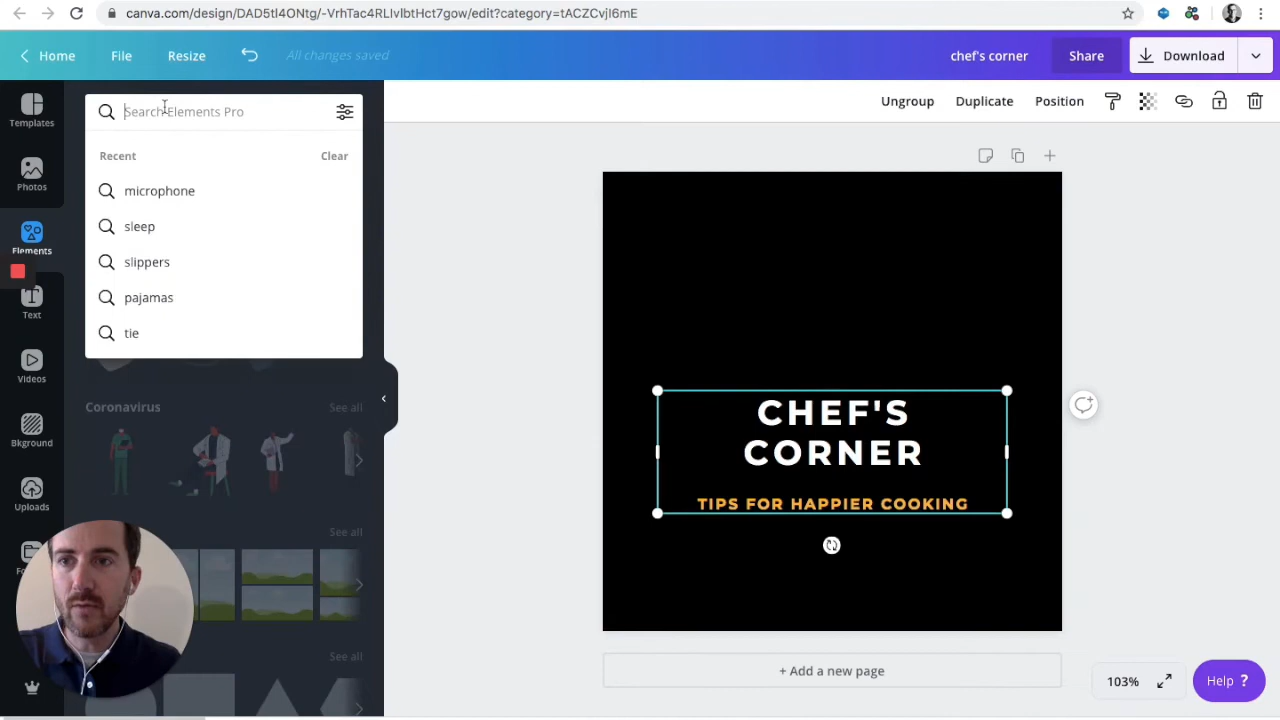 canva.com/design/DAD5tI4ONtg/-VrhTac4RLIvlbtHct7gow/edit?category=tACZCvjI6mE
Home File Resize All changes saved chef's corner Share Download
Templates
Photos
Elements
Text
Videos
Bkground
Uploads
Search Elements Pro
Recent Clear
microphone
sleep
slippers
pajamas
tie
Coronavirus See all
See all
See all
Ungroup Duplicate Position
CHEF'S
CORNER
TIPS FOR HAPPIER COOKING
+ Add a new page
103%
Help ?